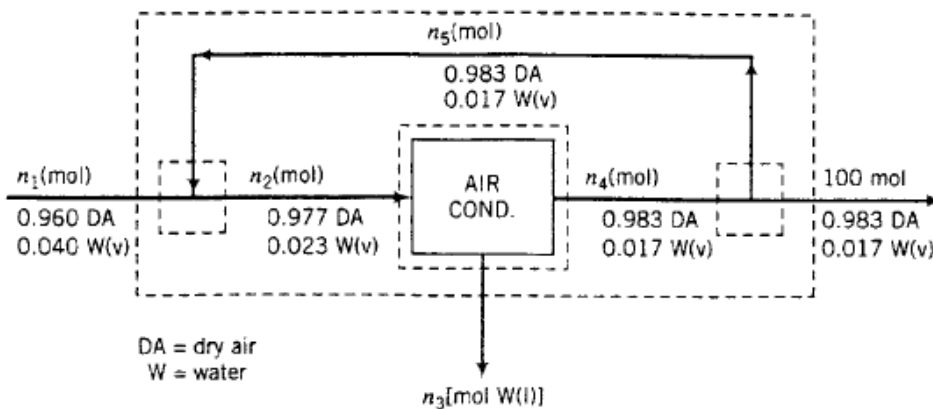 n5(mol)
0.983 DA
0.017 W(v)
n1(mol)
0.960 DA
0.040 W(v)
n2(mol)
0.977 DA
0.023 W(v)
AIR
COND.
n4(mol)
0.983 DA
0.017 W(v)
100 mol
0.983 DA
0.017 W(v)
DA = dry air
W = water
n3[mol W(l)]